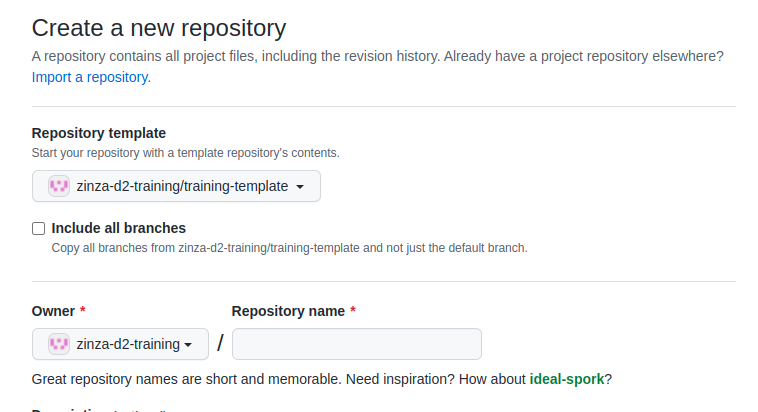 Create a new repository
A repository contains all project files, including the revision history. Already have a project repository elsewhere?
Import a repository.
Repository template
Start your repository with a template repository's contents.
zinza-d2-training/training-template
Include all branches
Copy all branches from zinza-d2-training/training-template and not just the default branch.
Owner * Repository name *
zinza-d2-training /
Great repository names are short and memorable. Need inspiration? How about ideal-spork?